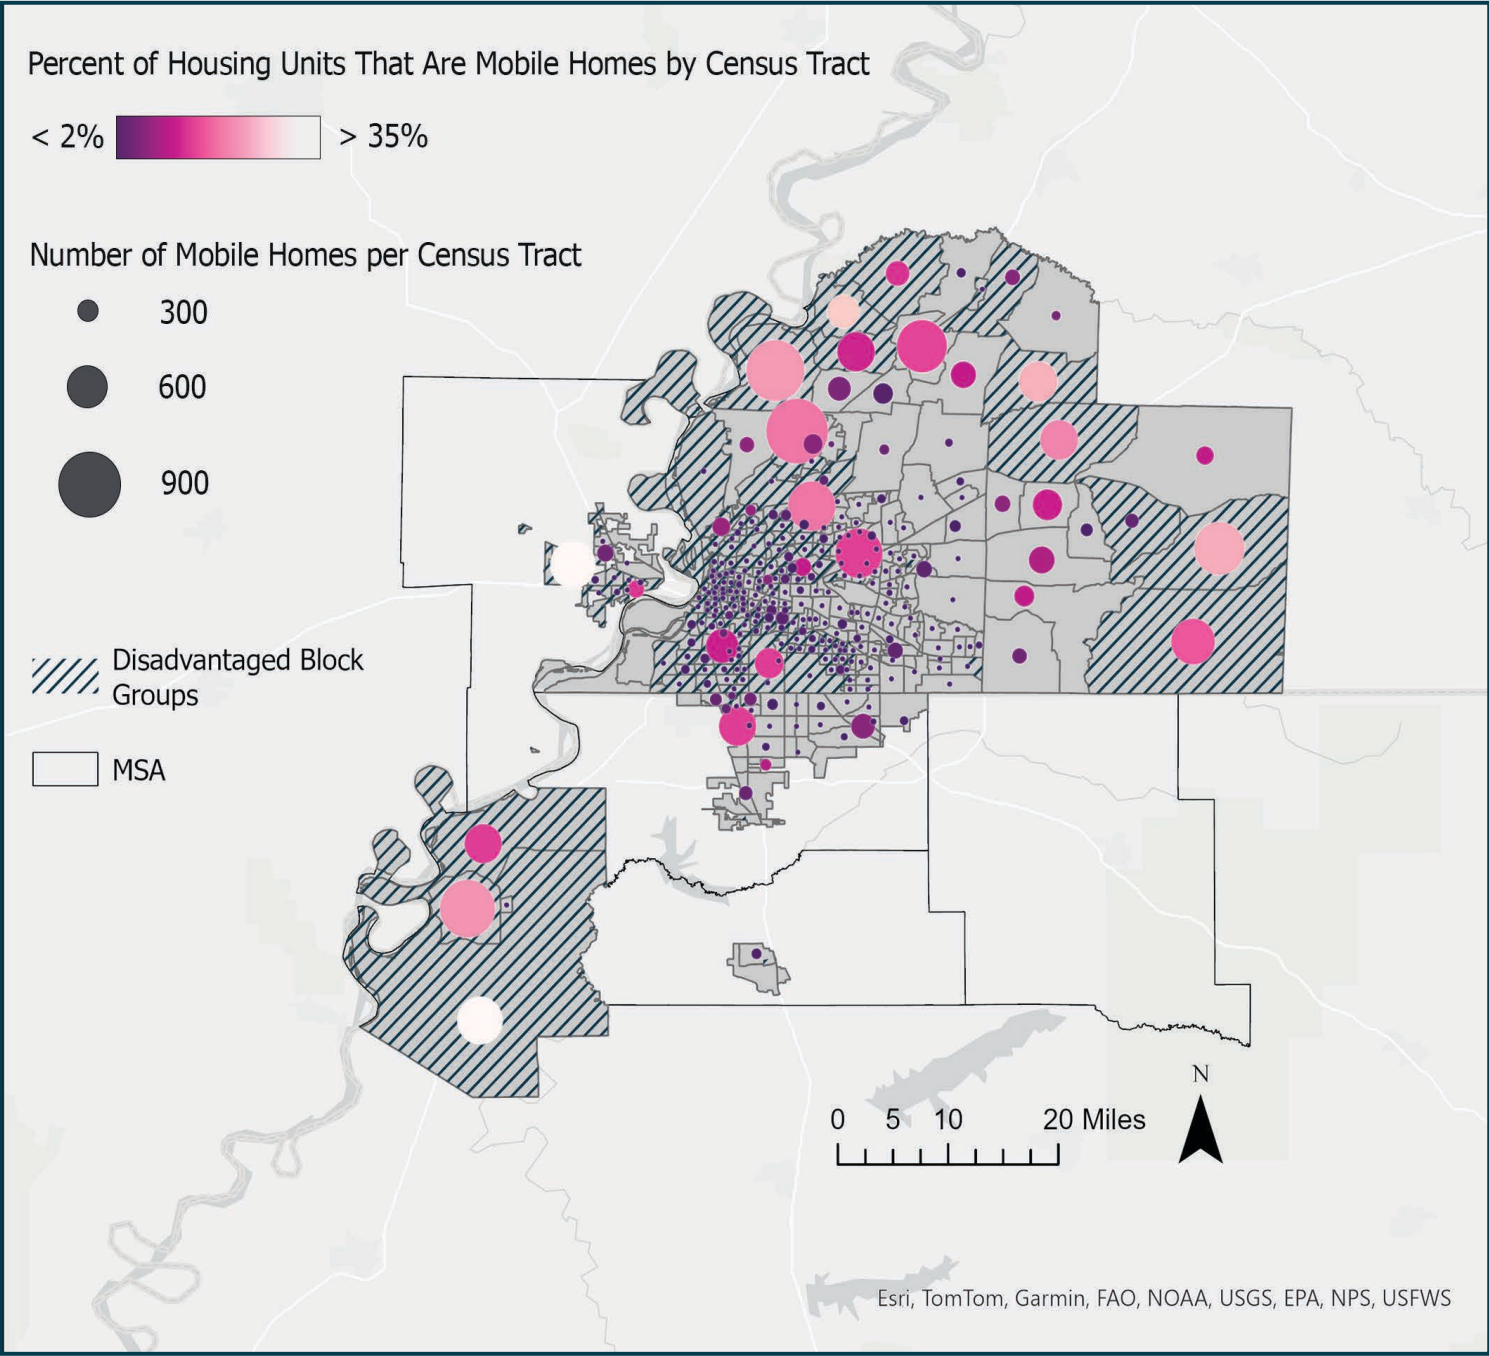 Percent of Housing Units That Are Mobile Homes by Census Tract
< 2%
> 35%
Number of Mobile Homes per Census Tract
300
600
900
Disadvantaged Block
Groups
MSA
N
0 5 10 20 Miles
Esri, TomTom, Garmin, FAO, NOAA, USGS, EPA, NPS, USFWS